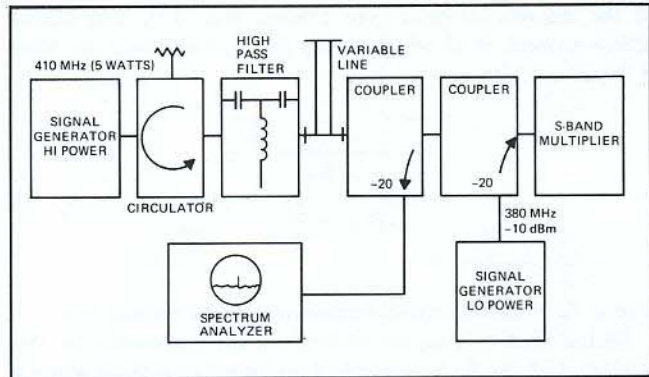 HIGH
PASS
FILTER
VARIABLE
LINE
410 MHz (5 WATTS)
COUPLER
COUPLER
SIGNAL
GENERATOR
HI POWER
S-BAND
MULTIPLIER
-20
-20
CIRCULATOR
380 MHz
-10 dBm
SPECTRUM
ANALYZER
SIGNAL
GENERATOR
LO POWER